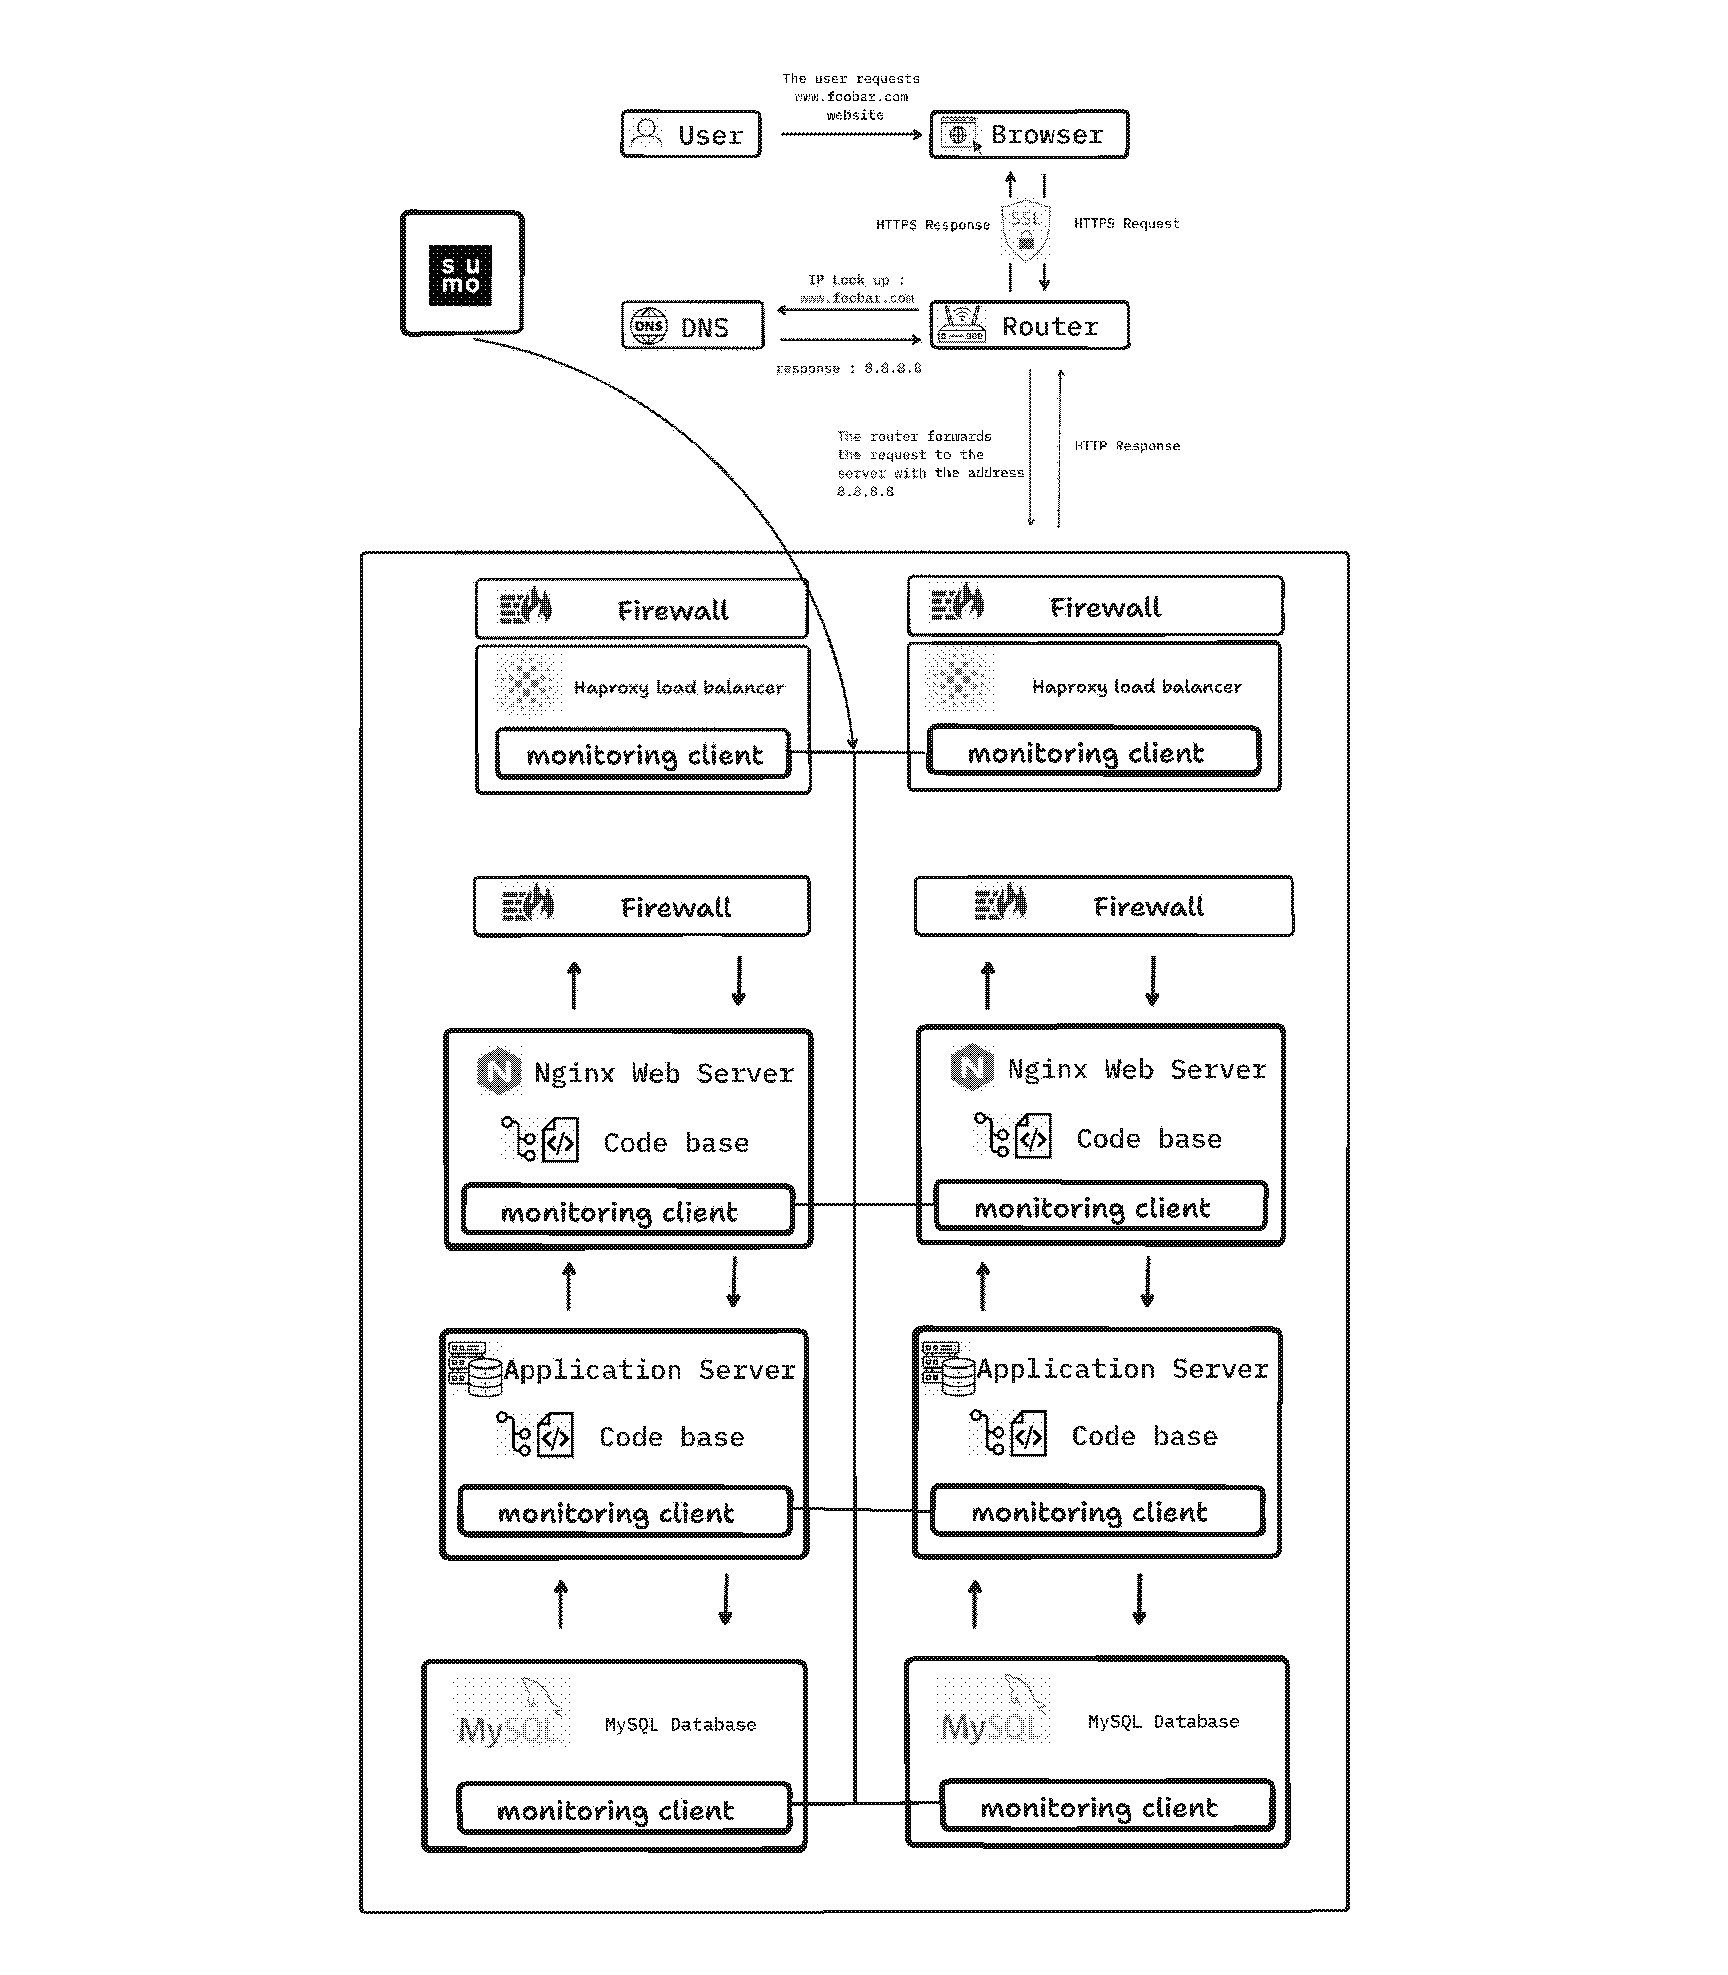 The user requests
www.foobar.com
website
User
Browser
HTTPS Response
SSL
HTTPS Request
su
mo
IP Look up :
www.foobar.com
DNS
DNS
Router
response : 8.8.8.8
The router forwards
the request to the
server with the address
8.8.8.8
HTTP Response
Firewall
Firewall
Haproxy load balancer
Haproxy load balancer
monitoring client
monitoring client
Firewall
Firewall
N Nginx Web Server
N Nginx Web Server
</> Code base
</> Code base
monitoring client
monitoring client
Application Server
Application Server
</> Code base
</> Code base
monitoring client
monitoring client
MySQL
MySQL Database
MySQL
MySQL Database
monitoring client
monitoring client